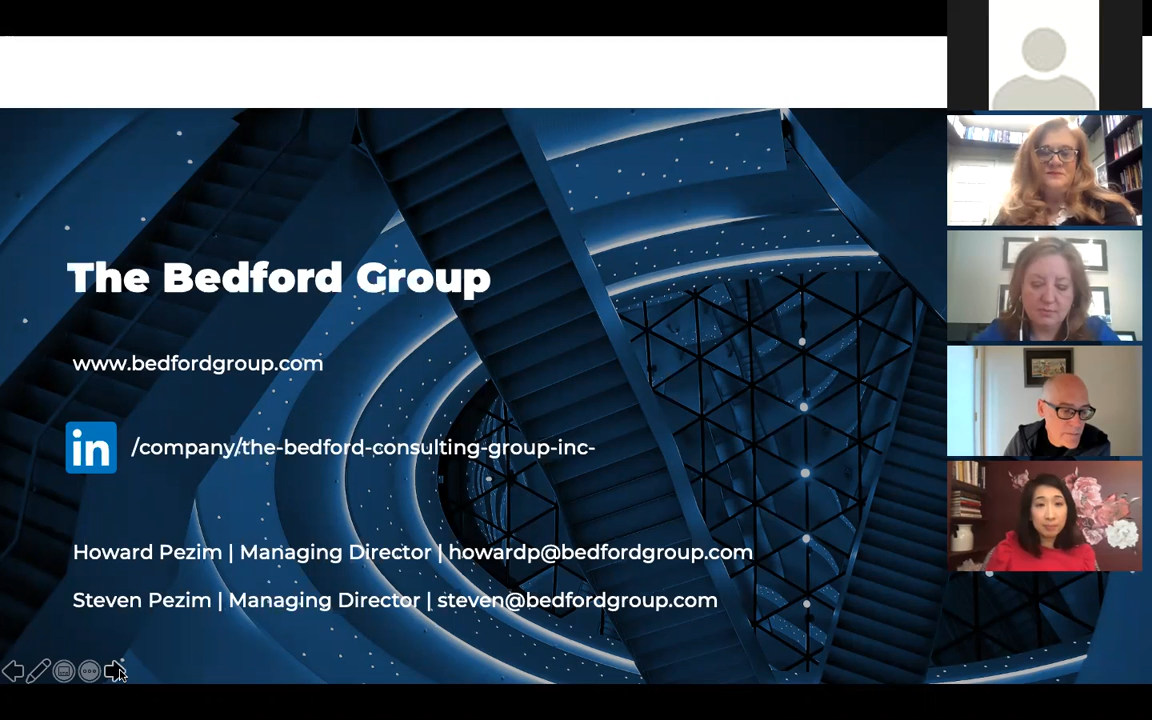 The Bedford Group
www.bedfordgroup.com
in /company/the-bedford-consulting-group-inc-
Howard Pezim | Managing Director | howardp@bedfordgroup.com
Steven Pezim | Managing Director | steven@bedfordgroup.com